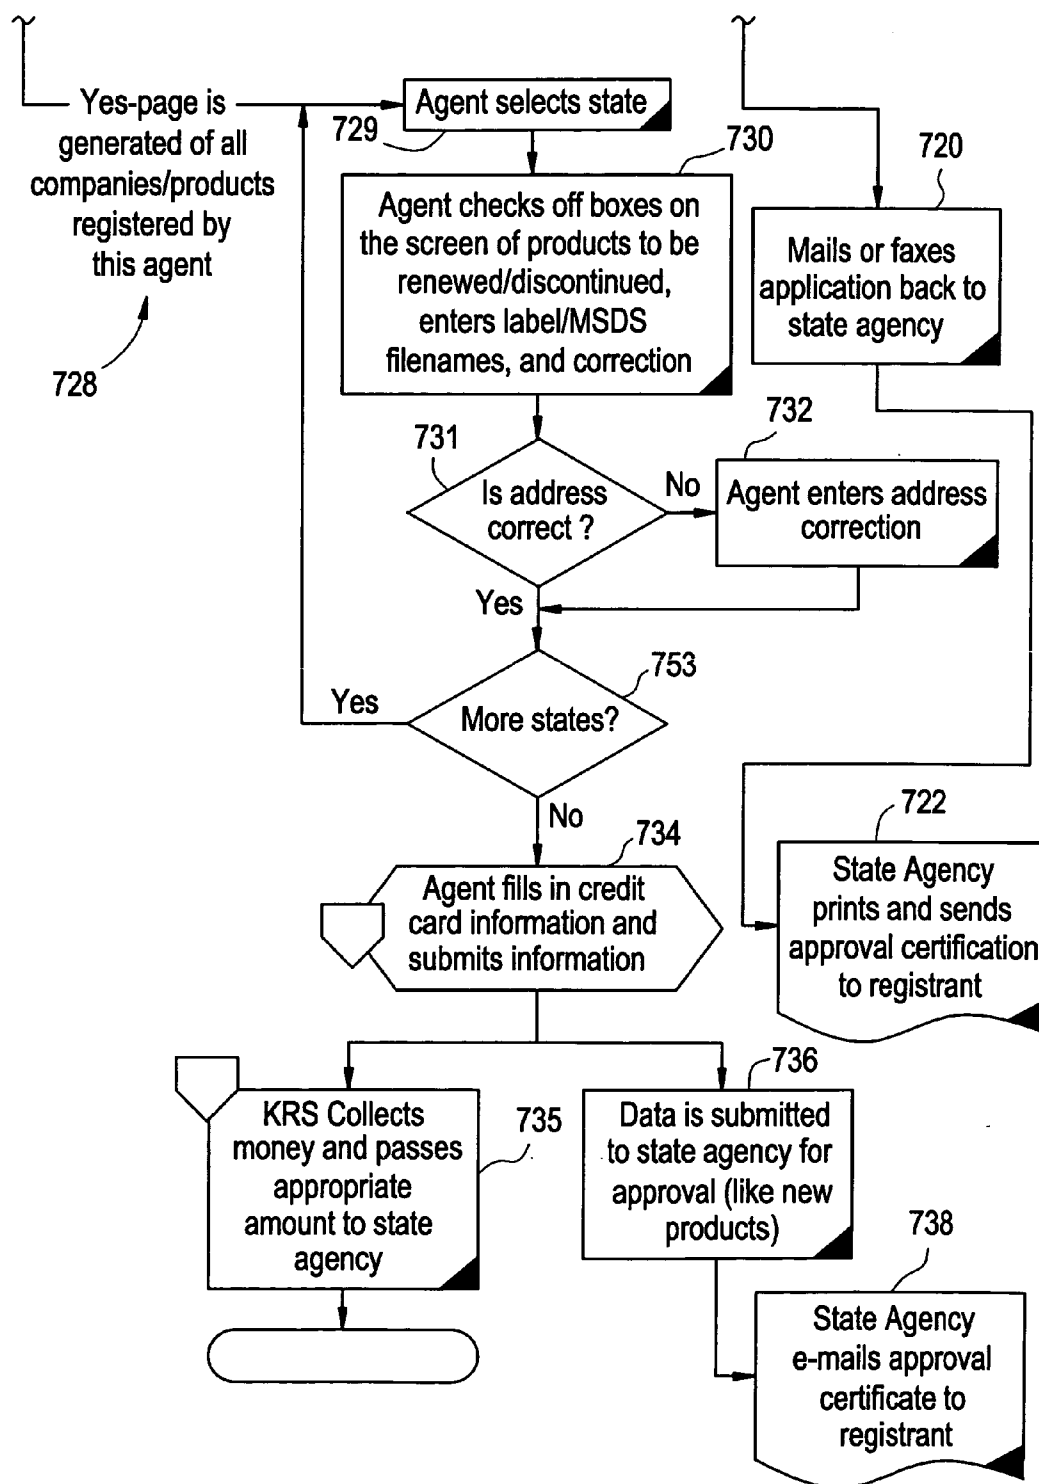 Yes-page is
generated of all
companies/products
registered by
this agent
728
Agent selects state
729
730
Agent checks off boxes on
the screen of products to be
renewed/discontinued,
enters label/MSDS
filenames, and correction
720
Mails or faxes
application back to
state agency
731
Is address
correct ?
No
732
Agent enters address
correction
Yes
753
More states?
Yes
No
734
Agent fills in credit
card information and
submits information
722
State Agency
prints and sends
approval certification
to registrant
KRS Collects
money and passes
appropriate
amount to state
agency
735
736
Data is submitted
to state agency for
approval (like new
products)
738
State Agency
e-mails approval
certificate to
registrant